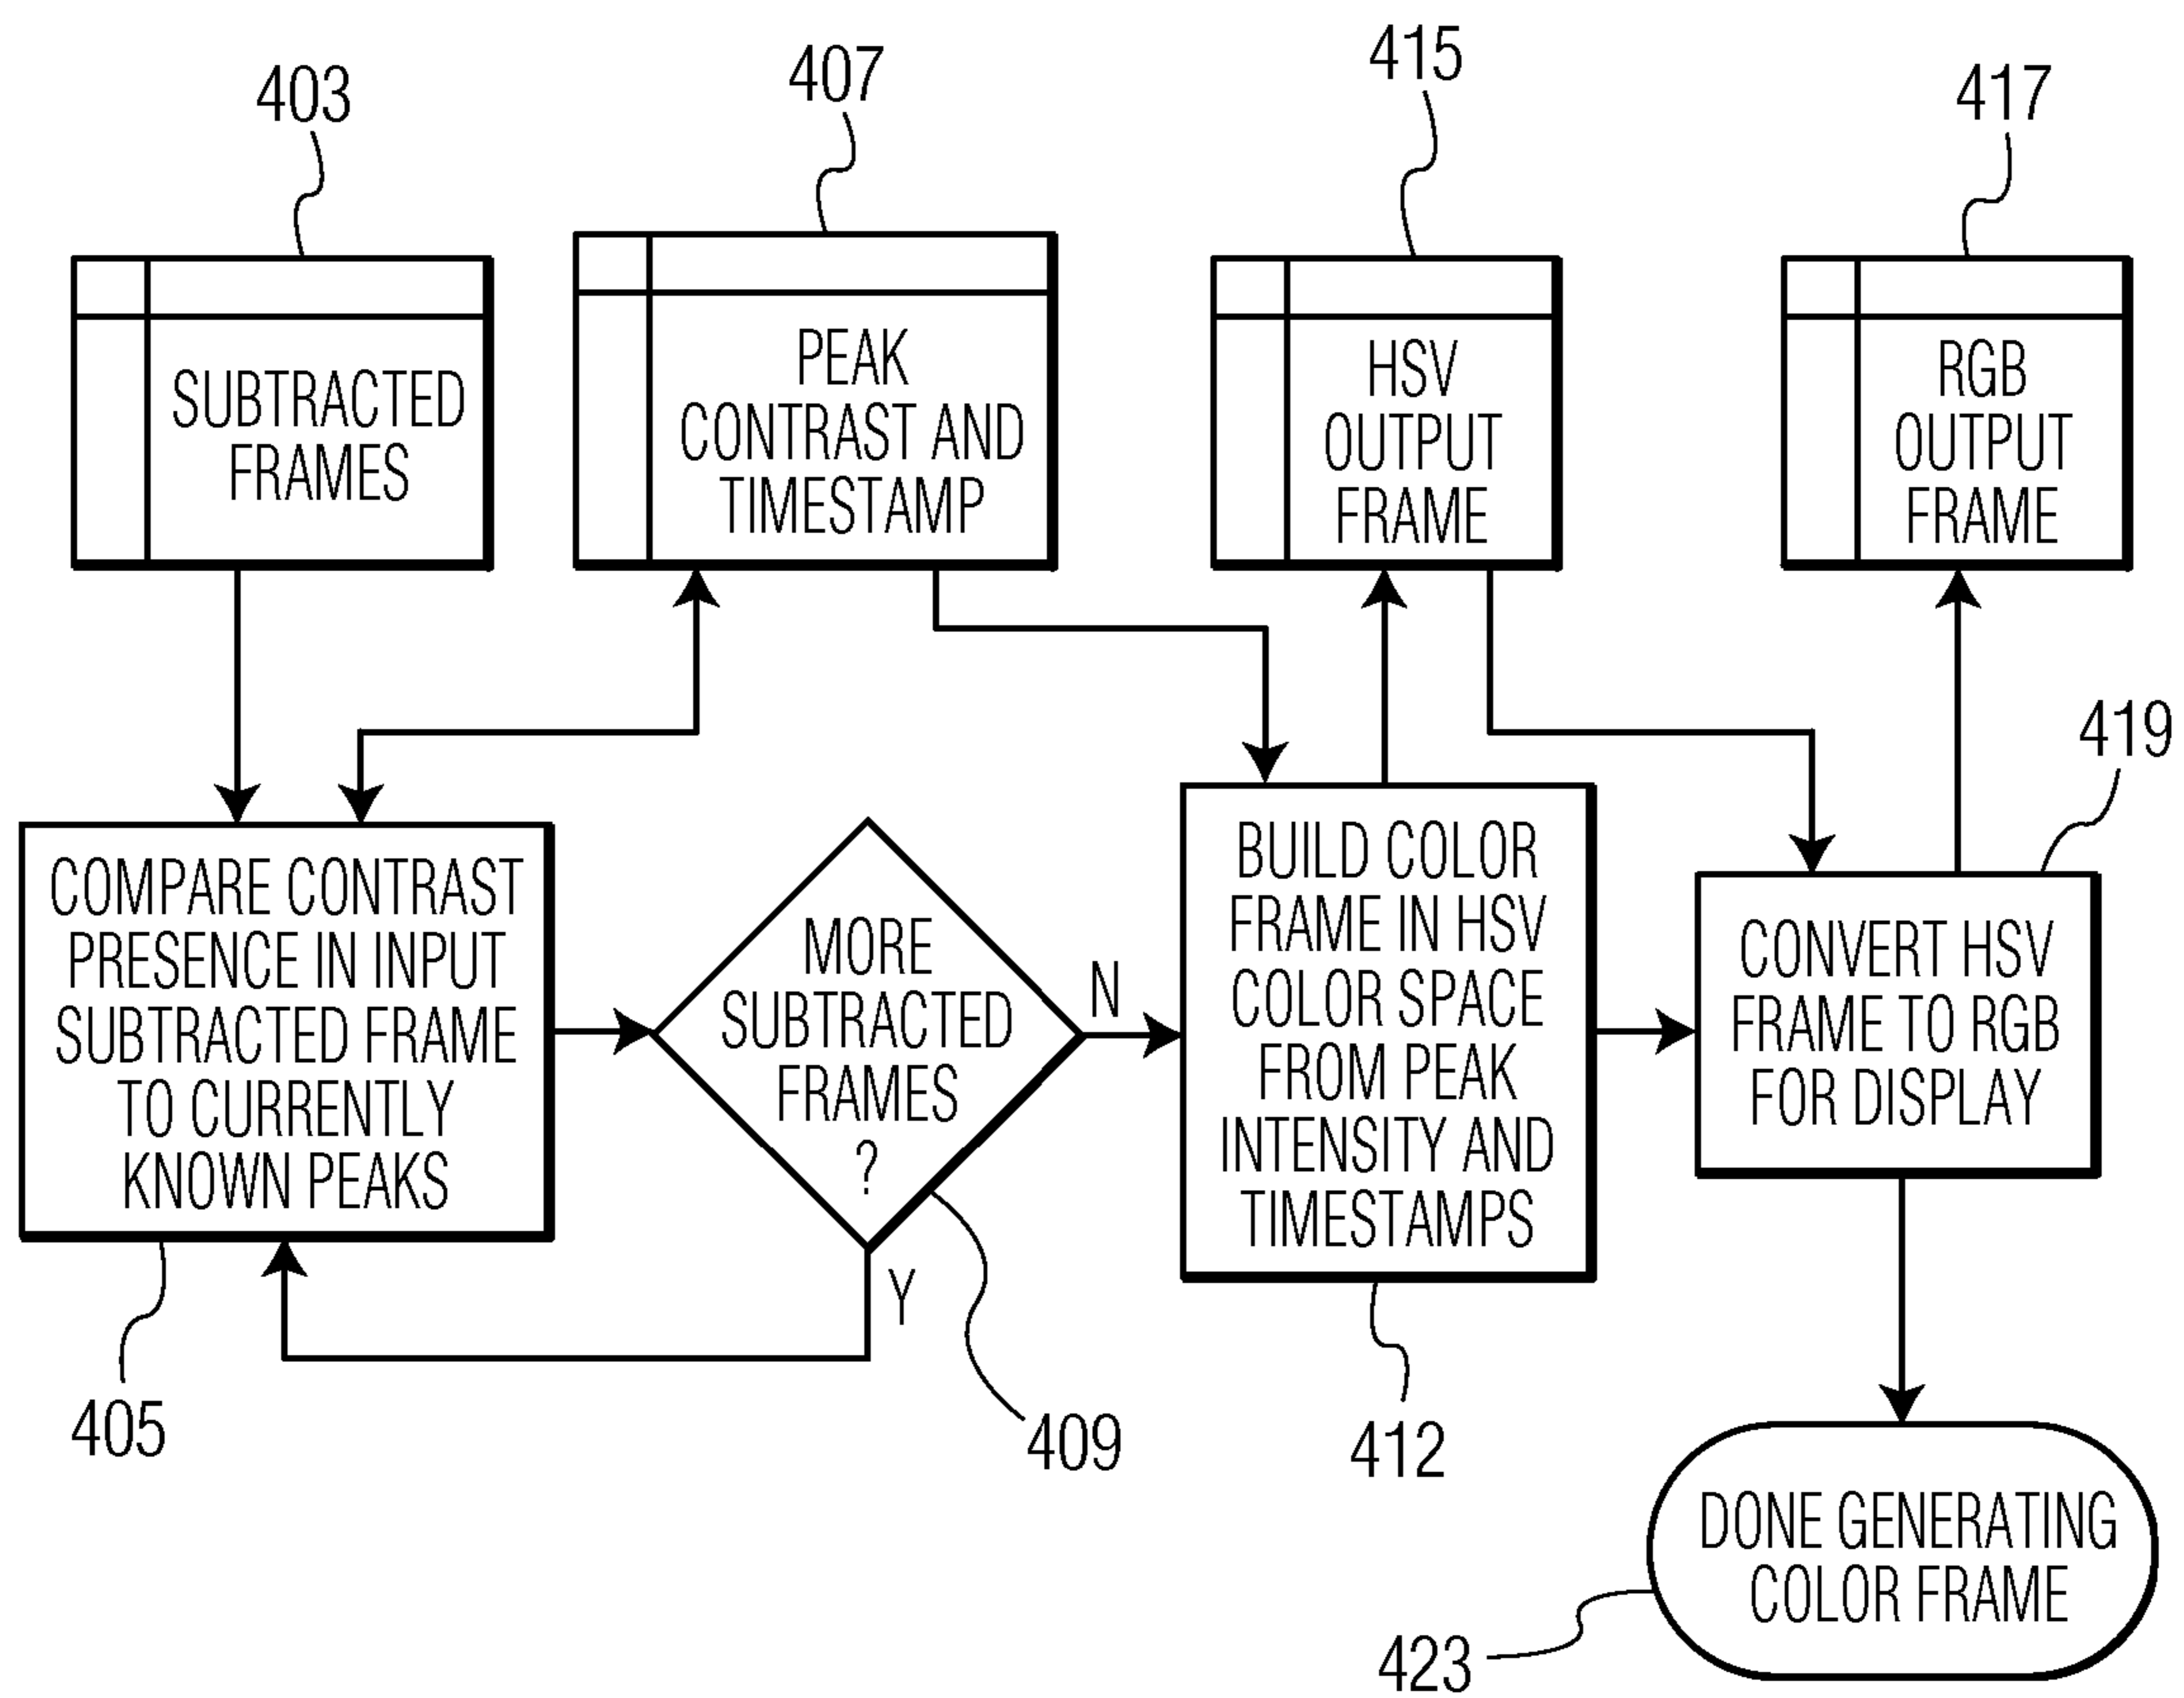 403
407
415
417
SUBTRACTED
FRAMES
PEAK
CONTRAST AND
TIMESTAMP
HSV
OUTPUT
FRAME
RGB
OUTPUT
FRAME
419
COMPARE CONTRAST
PRESENCE IN INPUT
SUBTRACTED FRAME
TO CURRENTLY
KNOWN PEAKS
MORE
SUBTRACTED
FRAMES
?
N
Y
BUILD COLOR
FRAME IN HSV
COLOR SPACE
FROM PEAK
INTENSITY AND
TIMESTAMPS
CONVERT HSV
FRAME TO RGB
FOR DISPLAY
405
409
412
DONE GENERATING
COLOR FRAME
423